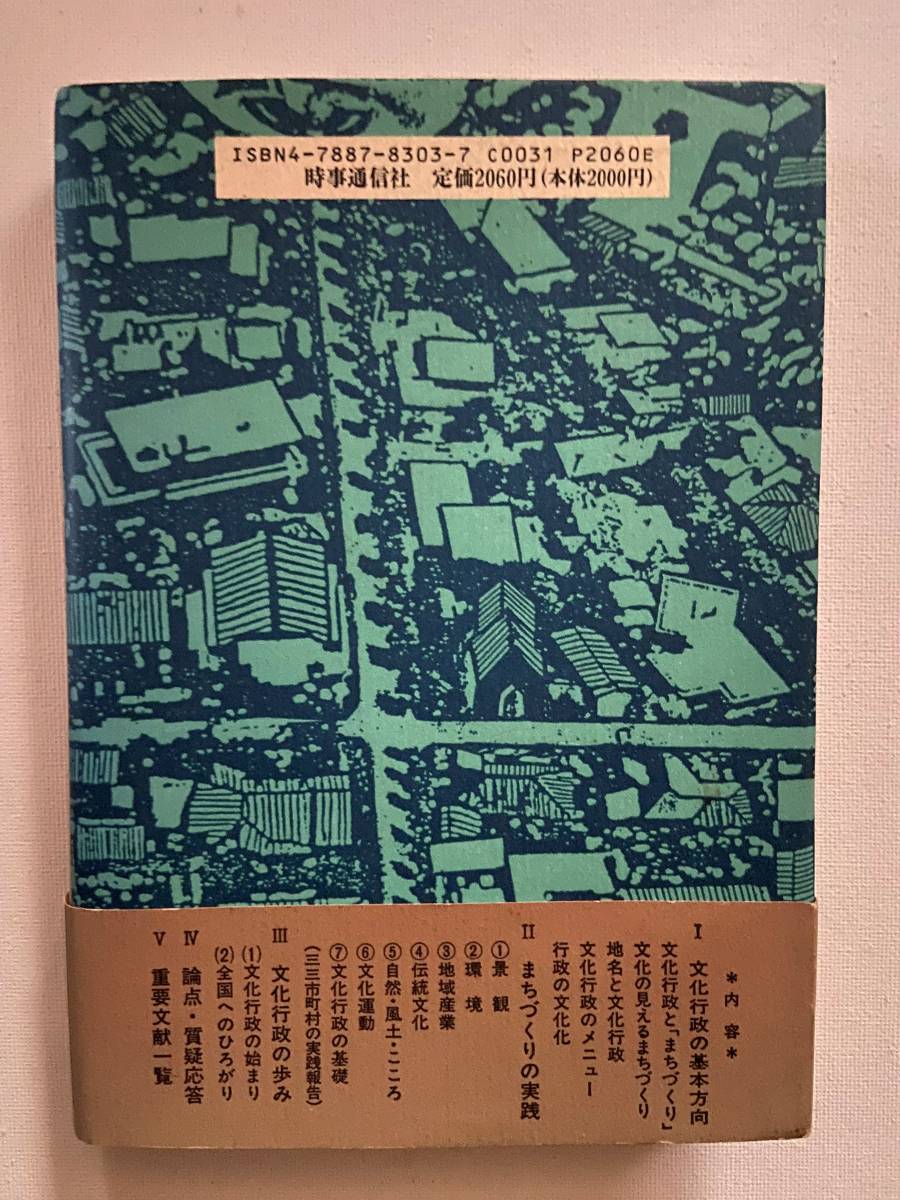 ISBN4-7887-8303-7 C0031 P2060E
時事通信社 定価2060円(本体2000円)
＊内容＊
Ⅰ 文化行政の基本方向
文化行政と「まちづくり」
文化の見えるまちづくり
地名と文化行政
文化行政のメニュー
行政の文化化
Ⅱ まちづくりの実践
①景観
②環境
③地域産業
④伝統文化
⑤自然・風土・こころ
⑥文化運動
⑦文化行政の基礎
(三三市町村の実践報告)
Ⅲ 文化行政の歩み
(1)文化行政の始まり
(2)全国へのひろがり
Ⅳ 論点・質疑応答
Ⅴ 重要文献一覧